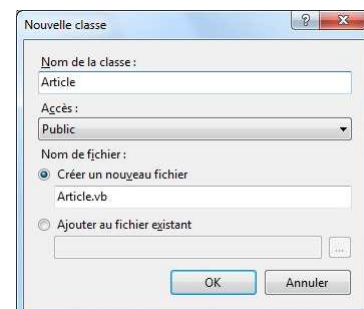 Nouvelle classe
Nom de la classe :
Article
Accès :
Public
Nom de fichier :
Créer un nouveau fichier
Article.vb
Ajouter au fichier existant
...
OK
Annuler